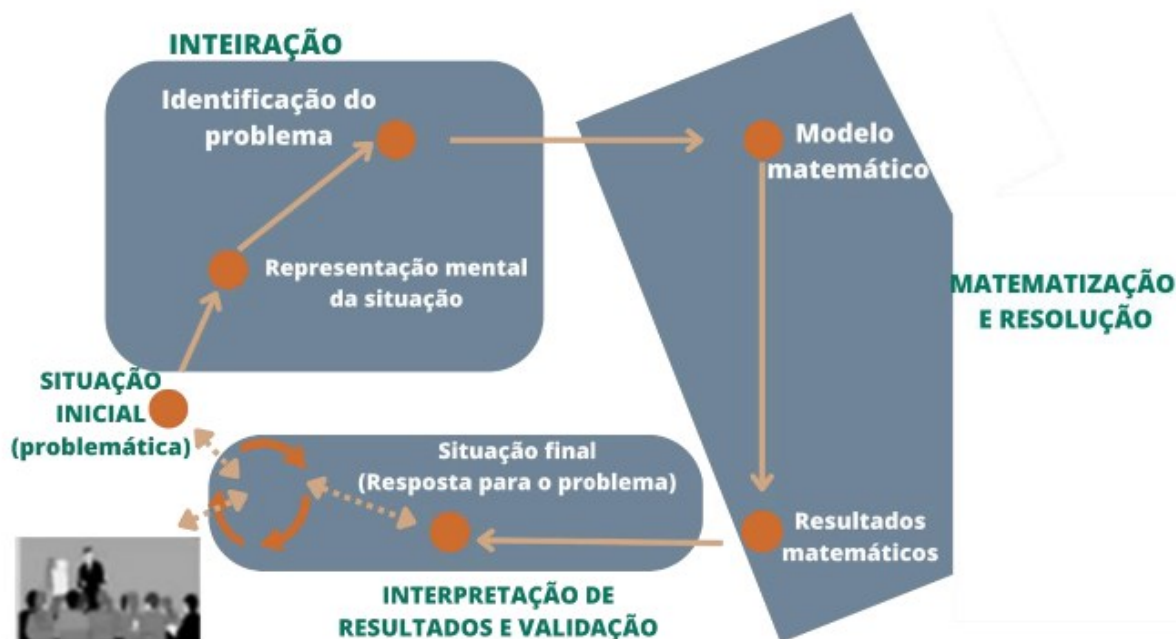 INTEIRAÇÃO
Identificação do
problema
Representação mental
da situação
SITUAÇÃO
INICIAL
(problemática)
Modelo
matemático
MATEMATIZAÇÃO
E RESOLUÇÃO
Resultados
matemáticos
Situação final
(Resposta para o problema)
INTERPRETAÇÃO DE
RESULTADOS E VALIDAÇÃO